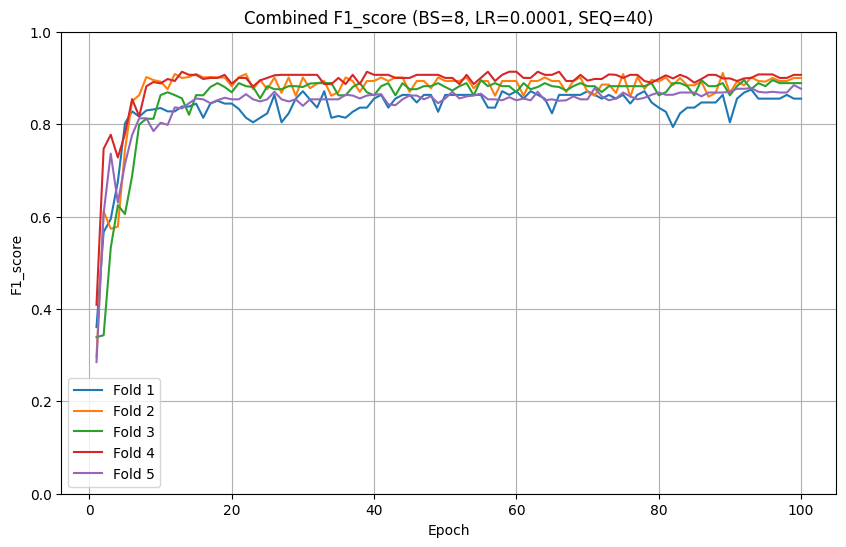 Combined F1_score (BS=8, LR=0.0001, SEQ=40)
1.0
0.8
0.6
0.4
0.2
0.0
F1_score
Fold 1
Fold 2
Fold 3
Fold 4
Fold 5
0 20 40 60 80 100
Epoch